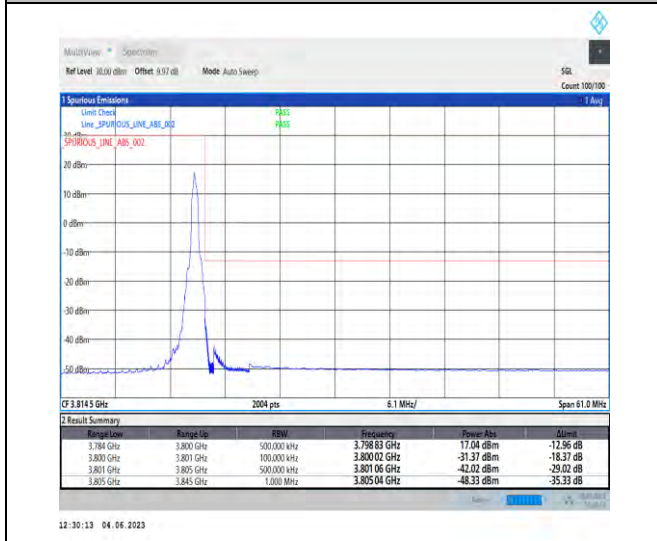 MultiView Spectrum
Ref Level 30.00 dBm Offset 9.97 dB Mode Auto Sweep SGL
Count 100/100
1 Spurious Emissions 1 Avg
Limit Check PASS
Line _SPURIOUS_LINE_ABS_002 PASS
30 dBm
_SPURIOUS_LINE_ABS_002
20 dBm
10 dBm
0 dBm
-10 dBm
-20 dBm
-30 dBm
-40 dBm
-50 dBm
CF 3.814 5 GHz 2004 pts 6.1 MHz/ Span 61.0 MHz
2 Result Summary
Range Low Range Up RBW Frequency Power Abs ΔLimit
3.784 GHz 3.800 GHz 500.000 kHz 3.798 83 GHz 17.04 dBm -12.96 dB
3.800 GHz 3.801 GHz 100.000 kHz 3.800 02 GHz -31.37 dBm -18.37 dB
3.801 GHz 3.805 GHz 500.000 kHz 3.801 06 GHz -42.02 dBm -29.02 dB
3.805 GHz 3.845 GHz 1.000 MHz 3.805 04 GHz -48.33 dBm -35.33 dB
12:30:13 04.06.2023